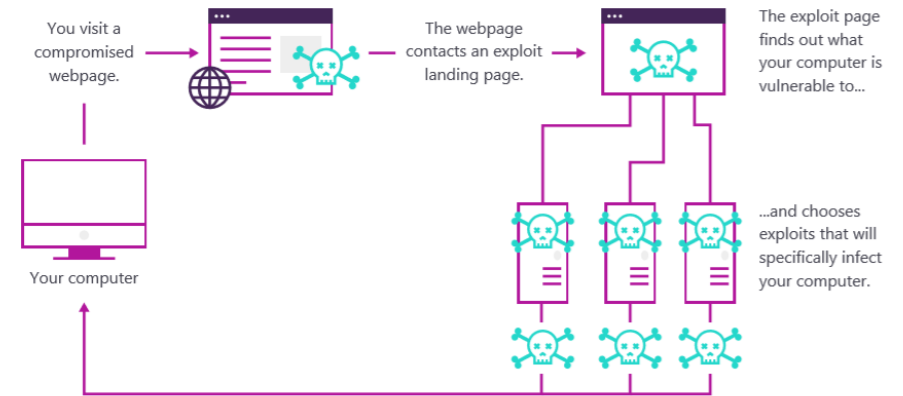 You visit a
compromised
webpage.
The webpage
contacts an exploit
landing page.
The exploit page
finds out what
your computer is
vulnerable to...
...and chooses
exploits that will
specifically infect
your computer.
Your computer